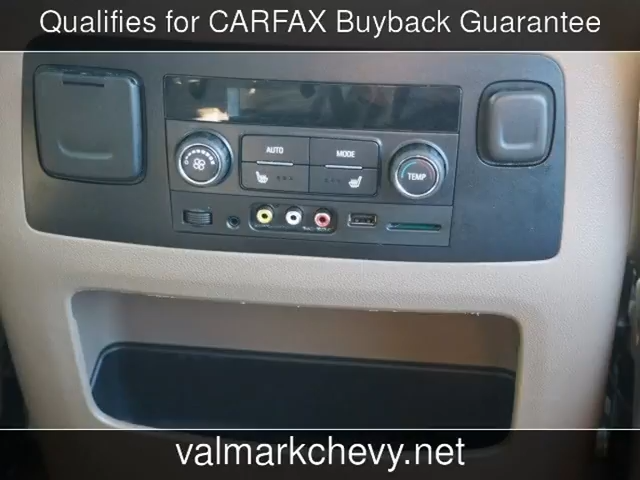 Qualifies for CARFAX Buyback Guarantee
AUTO
MODE
TEMP
valmarkchevy.net